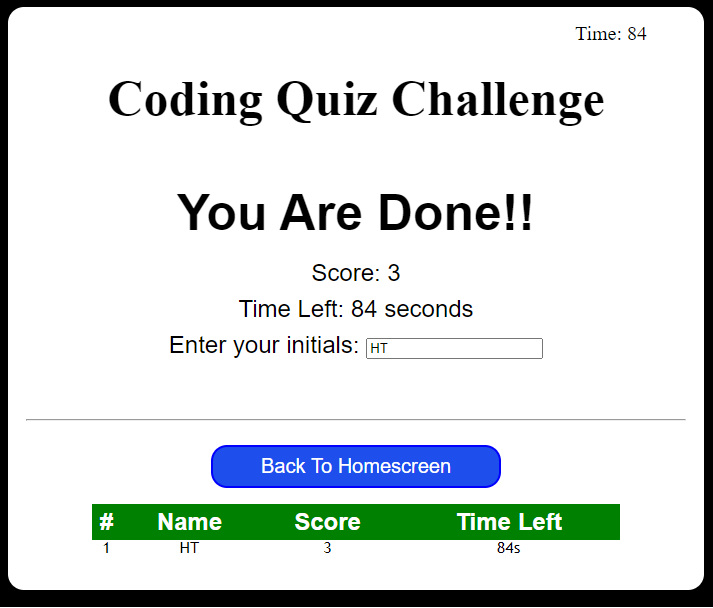 Time: 84
Coding Quiz Challenge
You Are Done!!
Score: 3
Time Left: 84 seconds
Enter your initials: HT
Back To Homescreen
# Name Score Time Left
1 HT 3 84s